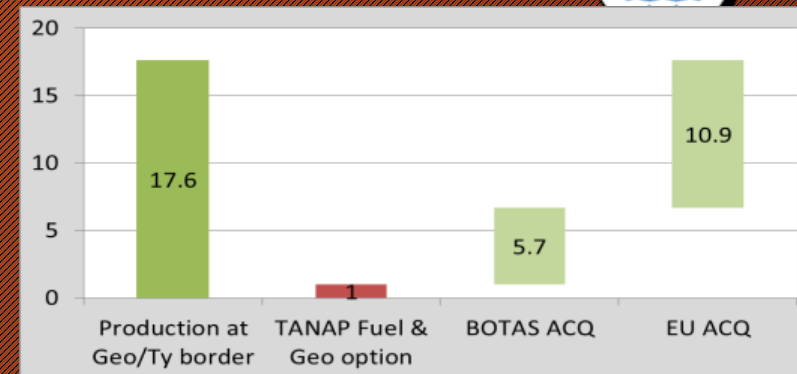 20
15
10
5
0
17.6
1
5.7
10.9
Production at
Geo/Ty border
TANAP Fuel &
Geo option
BOTAS ACQ
EU ACQ